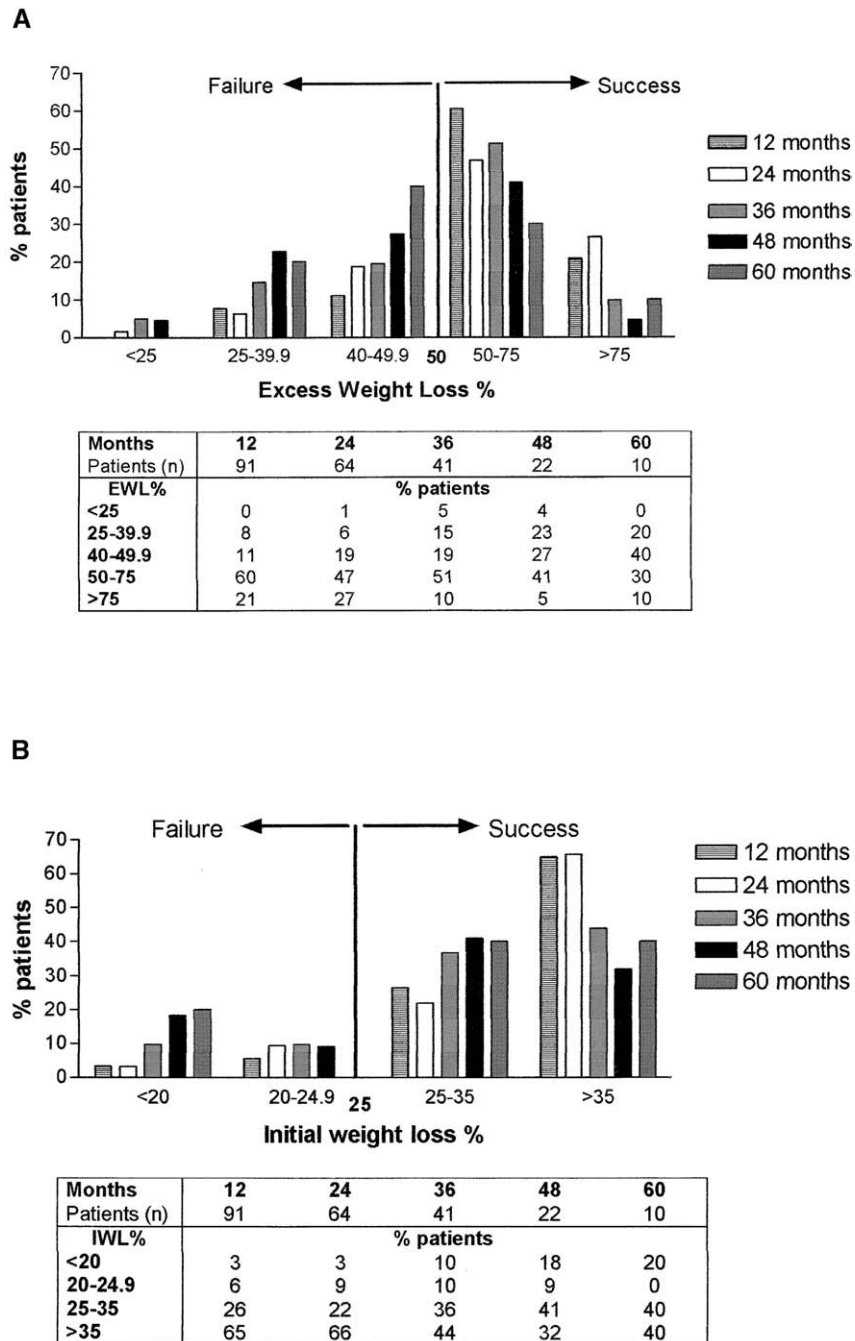 A
70
60
50
40
30
20
10
0
% patients
Failure
Success
12 months
24 months
36 months
48 months
60 months
<25 25-39.9 40-49.9 50 50-75 >75
Excess Weight Loss %
Months 12 24 36 48 60
Patients (n) 91 64 41 22 10
EWL% % patients
<25 0 1 5 4 0
25-39.9 8 6 15 23 20
40-49.9 11 19 19 27 40
50-75 60 47 51 41 30
>75 21 27 10 5 10
B
70
60
50
40
30
20
10
0
% patients
Failure
Success
12 months
24 months
36 months
48 months
60 months
<20 20-24.9 25 25-35 >35
Initial weight loss %
Months 12 24 36 48 60
Patients (n) 91 64 41 22 10
IWL% % patients
<20 3 3 10 18 20
20-24.9 6 9 10 9 0
25-35 26 22 36 41 40
>35 65 66 44 32 40